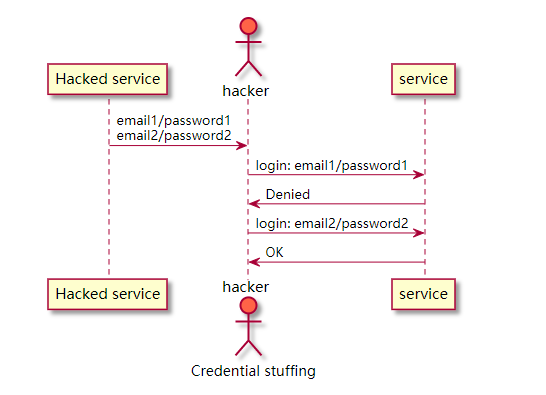 Hacked service
hacker
service
email1/password1
email2/password2
login: email1/password1
Denied
login: email2/password2
OK
Hacked service
hacker
service
Credential stuffing